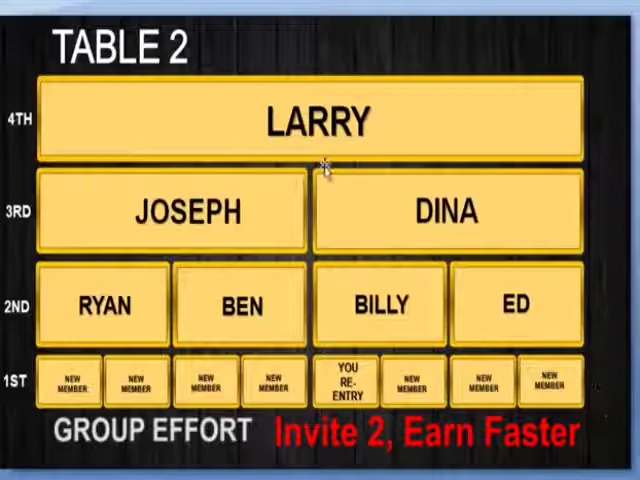 TABLE 2
4TH LARRY
3RD JOSEPH DINA
2ND RYAN BEN BILLY ED
1ST NEW MEMBER NEW MEMBER NEW MEMBER NEW MEMBER YOU RE-ENTRY NEW MEMBER NEW MEMBER NEW MEMBER
GROUP EFFORT Invite 2, Earn Faster